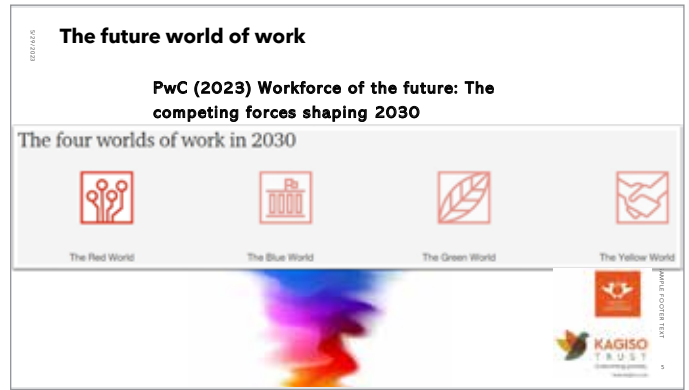 5/29/2023
The future world of work
PwC (2023) Workforce of the future: The
competing forces shaping 2030
The four worlds of work in 2030
The Red World
The Blue World
The Green World
The Yellow World
AMPLE FOOTER TEXT
KAGISO
TRUST
5